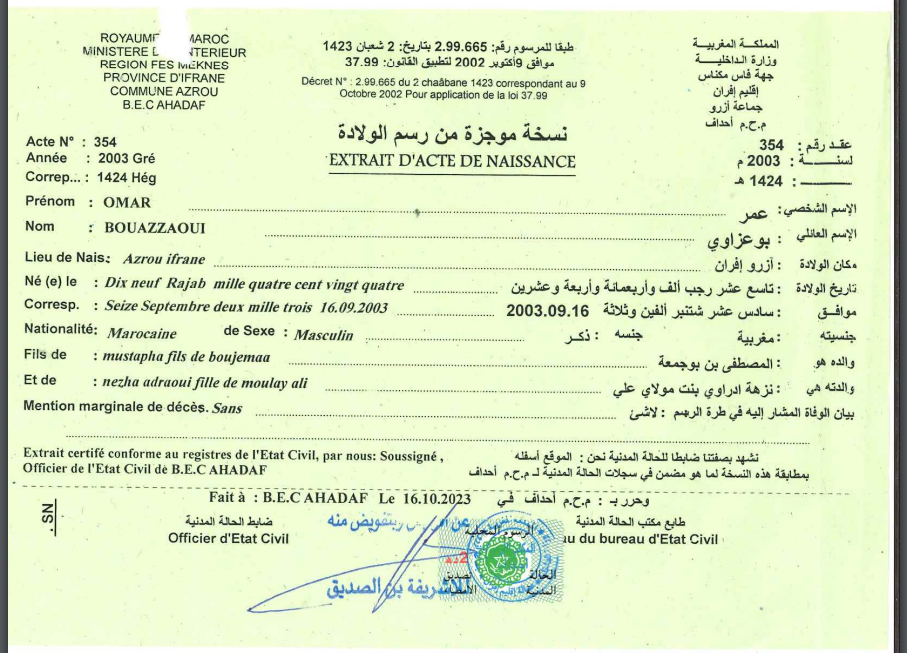 ROYAUME MAROC
MINISTERE INTERIEUR
REGION FES MEKNES
PROVINCE D'IFRANE
COMMUNE AZROU
B.E.C AHADAF
طبقا للمرسوم رقم: 2.99.665 بتاريخ: 2 شعبان 1423
موافق 9أكتوبر 2002 لتطبيق القانون: 37.99
Décret N° : 2.99.665 du 2 chaâbane 1423 correspondant au 9
Octobre 2002 Pour application de la loi 37.99
المملكة المغربية
وزارة الداخلية
جهة فاس مكناس
إقليم إفران
جماعة أزرو
م.ح.م أحداف
نسخة موجزة من رسم الولادة
EXTRAIT D'ACTE DE NAISSANCE
Acte N° : 354
عقد رقم: 354
Année : 2003 Gré
لسنة : 2003 م
Correp... : 1424 Hég
: 1424 هـ
Prénom : OMAR
الإسم الشخصي: عمر
Nom : BOUAZZAOUI
الإسم العائلي : بوعزاوي
Lieu de Nais: Azrou ifrane
مكان الولادة : أزرو إفران
Né (e) le : Dix neuf Rajab mille quatre cent vingt quatre
تاريخ الولادة : تاسع عشر رجب ألف وأربعمائة وأربعة وعشرين
Corresp. : Seize Septembre deux mille trois 16.09.2003
موافق : سادس عشر شتنبر ألفين وثلاثة 2003.09.16
Nationalité: Marocaine de Sexe : Masculin
جنسيته : مغربية جنسه : ذكر
Fils de : mustapha fils de boujemaa
والده هو : المصطفى بن بوجمعة
Et de : nezha adraoui fille de moulay ali
والدته هي : نزهة ادراوي بنت مولاي علي
Mention marginale de décès. Sans
بيان الوفاة المشار إليه في طرة الرسم : لاشئ
Extrait certifé conforme au registres de l'Etat Civil, par nous: Soussigné ,
Officier de l'Etat Civil de B.E.C AHADAF
نشهد بصفتنا ضابطا للحالة المدنية نحن : الموقع أسفله
بمطابقة هذه النسخة لما هو مضمن في سجلات الحالة المدنية لـ م.ح.م أحداف
Fait à : B.E.C AHADAF Le 16.10.2023
وحرر بـ : م.ح.م أحداف في
SN
ضابط الحالة المدنية
Officier d'Etat Civil
وبتفويض منه
طابع مكتب الحالة المدنية
au du bureau d'Etat Civil
الرسوم المحلية
الحالة
المدنية
تصديق
الإمضاء
الشريفة بن الصديق